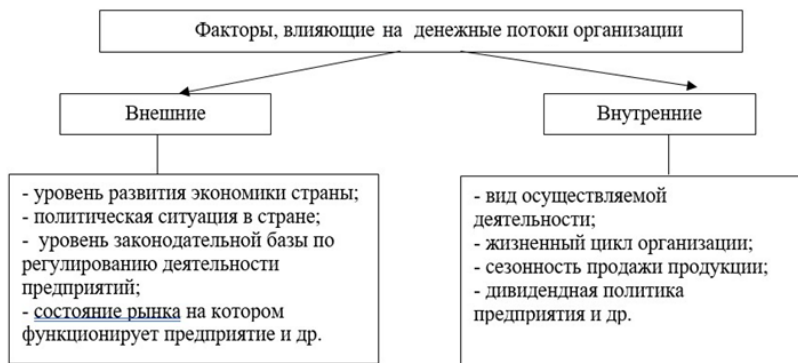 Факторы, влияющие на денежные потоки организации
Внешние
Внутренние
- уровень развития экономики страны;
- политическая ситуация в стране;
- уровень законодательной базы по
регулированию деятельности
предприятий;
- состояние рынка на котором
функционирует предприятие и др.
- вид осуществляемой
деятельности;
- жизненный цикл организации;
- сезонность продажи продукции;
- дивидендная политика
предприятия и др.